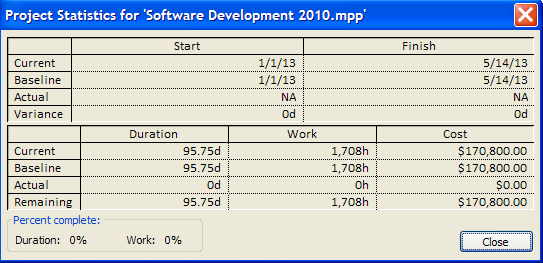 Project Statistics for 'Software Development 2010.mpp'
Start Finish
Current 1/1/13 5/14/13
Baseline 1/1/13 5/14/13
Actual NA NA
Variance 0d 0d
Duration Work Cost
Current 95.75d 1,708h $170,800.00
Baseline 95.75d 1,708h $170,800.00
Actual 0d 0h $0.00
Remaining 95.75d 1,708h $170,800.00
Percent complete:
Duration: 0% Work: 0% Close